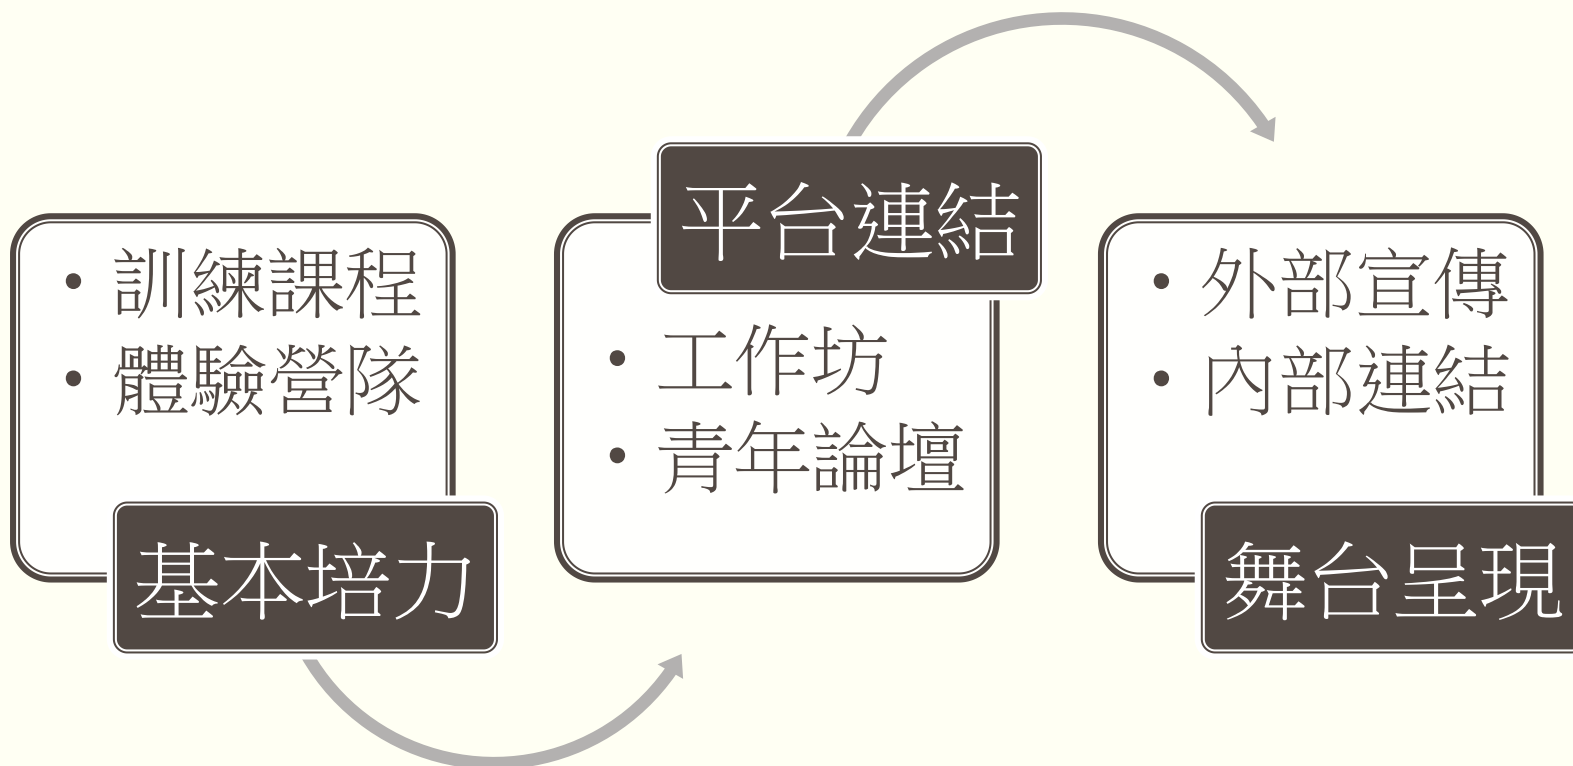 訓練課程
體驗營隊
基本培力
平台連結
工作坊
青年論壇
外部宣傳
內部連結
舞台呈現